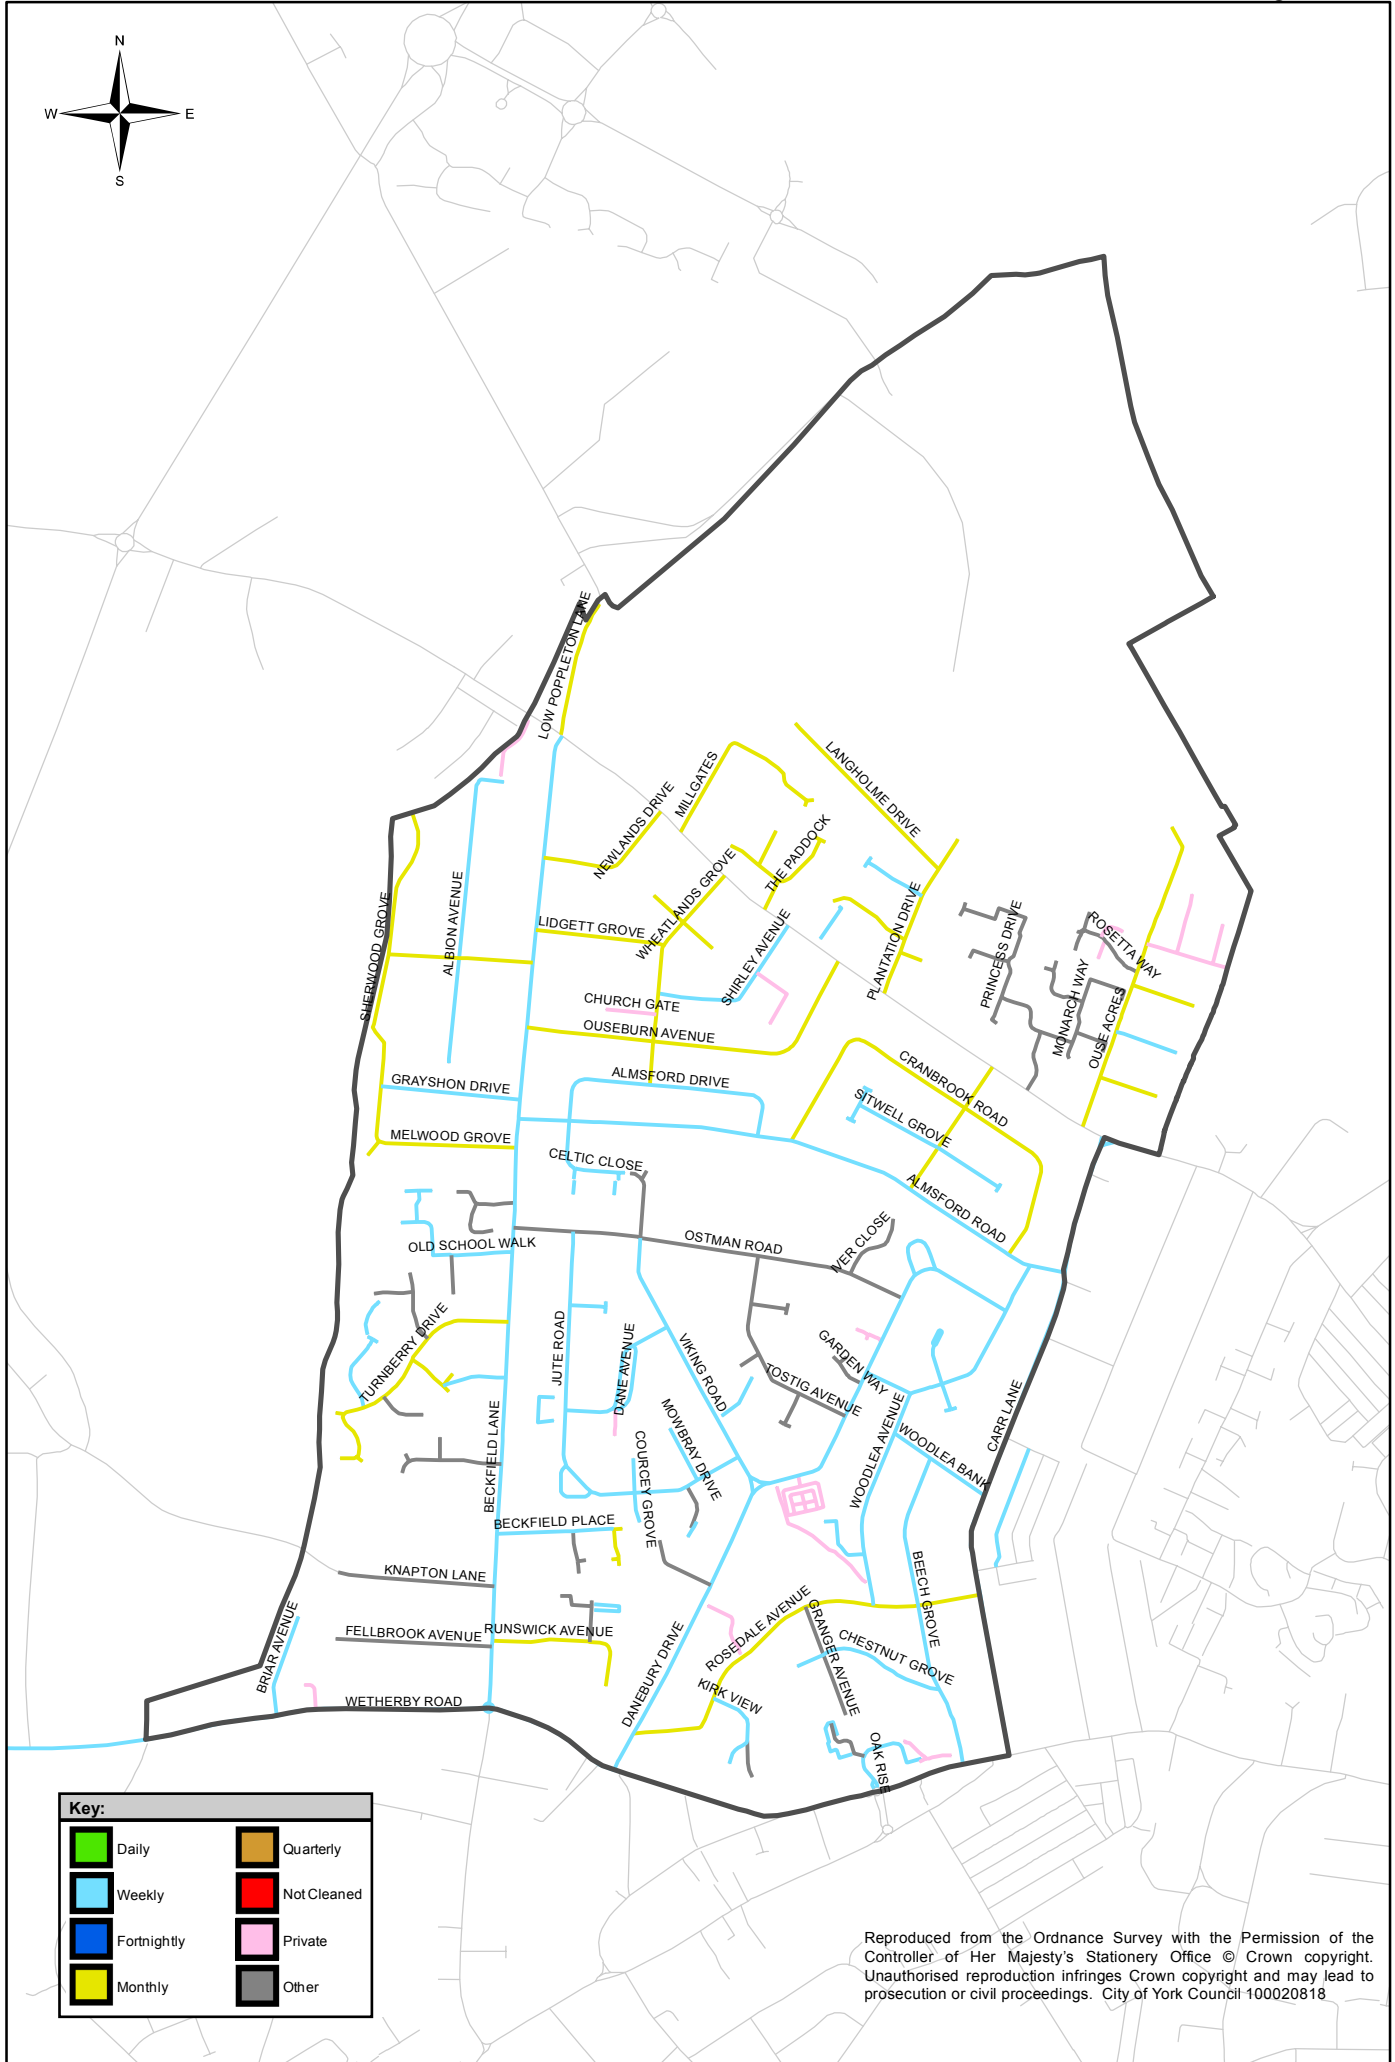 N
W E
S
LOW POPPLETON LANE
MILLGATES
LANGHOLME DRIVE
NEWLANDS DRIVE
THE PADDOCK
WHEATLANDS GROVE
ALBION AVENUE
SHERWOOD GROVE
LIDGETT GROVE
SHIRLEY AVENUE
PLANTATION DRIVE
PRINCESS DRIVE
ROSETTA WAY
MONARCH WAY
OUSE ACRES
CHURCH GATE
OUSEBURN AVENUE
GRAYSHON DRIVE
ALMSFORD DRIVE
CRANBROOK ROAD
SITWELL GROVE
MELWOOD GROVE
CELTIC CLOSE
ALMSFORD ROAD
OLD SCHOOL WALK
OSTMAN ROAD
IVER CLOSE
TURNBERRY DRIVE
JUTE ROAD
DANE AVENUE
VIKING ROAD
GARDEN WAY
TOSTIG AVENUE
CARR LANE
BECKFIELD LANE
MOWBRAY DRIVE
COURCEY GROVE
WOODLEA AVENUE
WOODLEA BANK
BECKFIELD PLACE
KNAPTON LANE
BEECH GROVE
BRIAR AVENUE
FELLBROOK AVENUE
RUNSWICK AVENUE
ROSEDALE AVENUE
GRANGER AVENUE
CHESTNUT GROVE
DANEBURY DRIVE
KIRK VIEW
WETHERBY ROAD
OAK RISE
Key:
Daily Quarterly
Weekly Not Cleaned
Fortnightly Private
Monthly Other
Reproduced from the Ordnance Survey with the Permission of the
Controller of Her Majesty's Stationery Office © Crown copyright.
Unauthorised reproduction infringes Crown copyright and may lead to
prosecution or civil proceedings. City of York Council 100020818